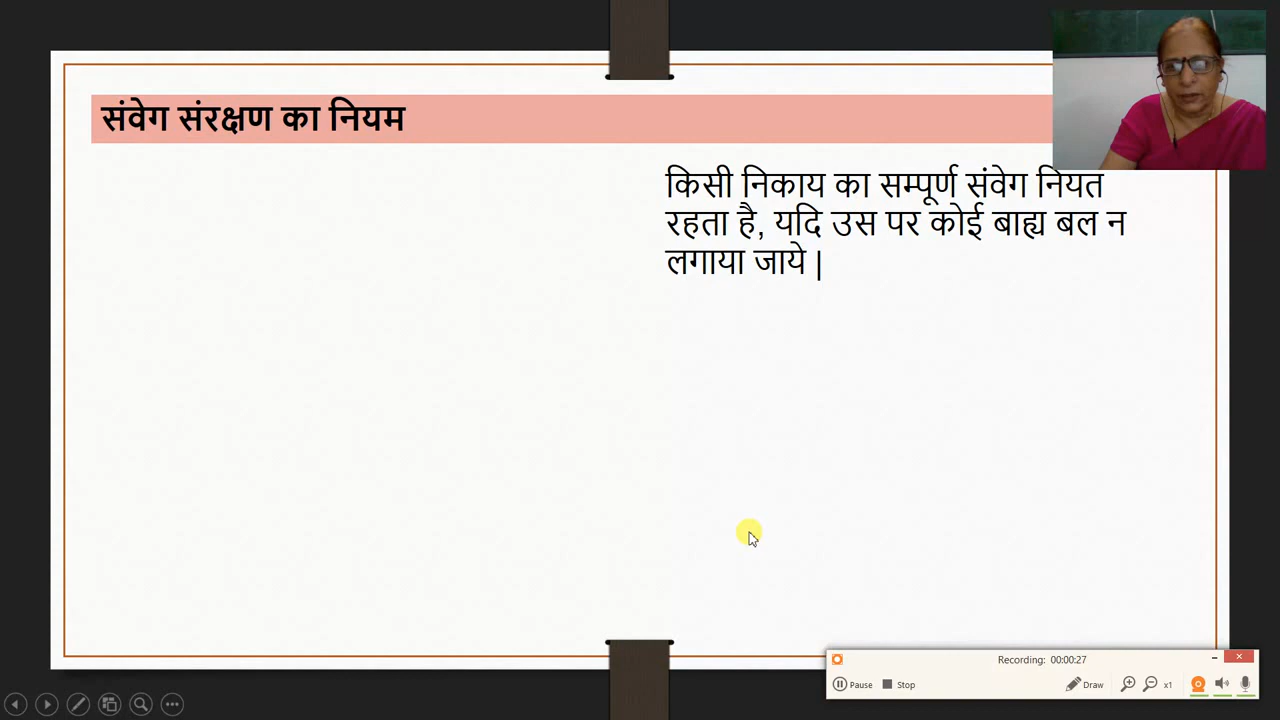 संवेग संरक्षण का नियम
किसी निकाय का सम्पूर्ण संवेग नियत
रहता है, यदि उस पर कोई बाह्य बल न
लगाया जाये |
Recording: 00:00:27
Pause Stop Draw x1